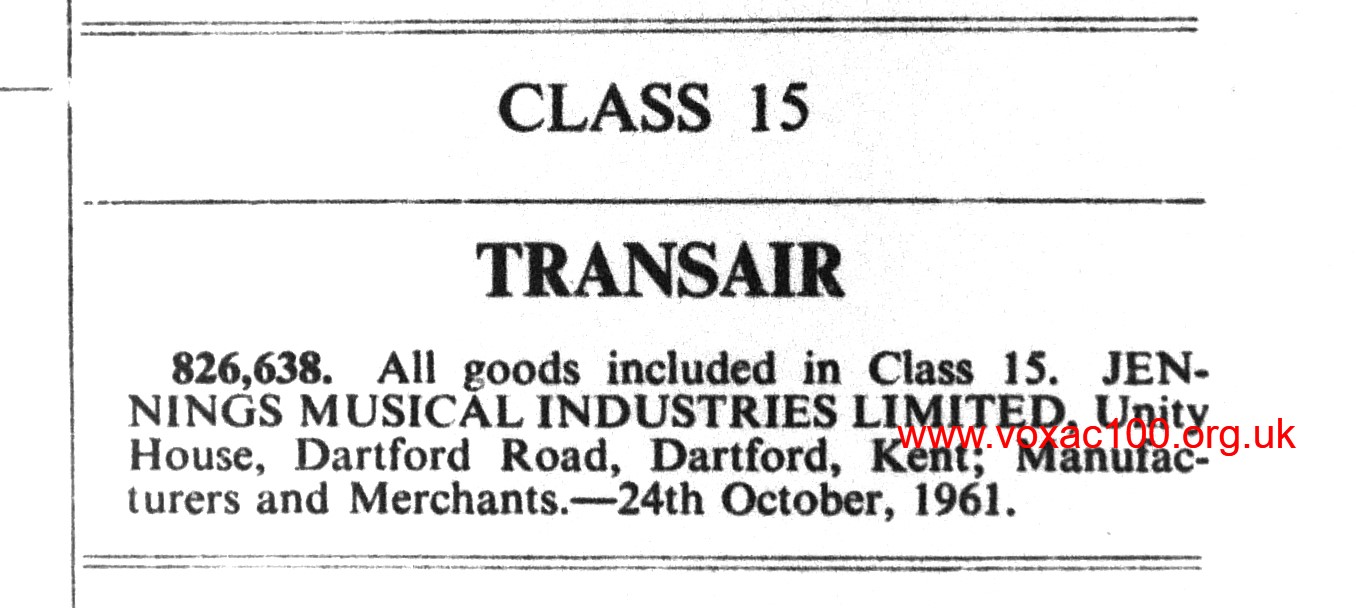 CLASS 15
TRANSAIR
826,638. All goods included in Class 15. JEN-
NINGS MUSICAL INDUSTRIES LIMITED, Unity
www.voxac100.org.uk
House, Dartford Road, Dartford, Kent; Manufac-
turers and Merchants.—24th October, 1961.